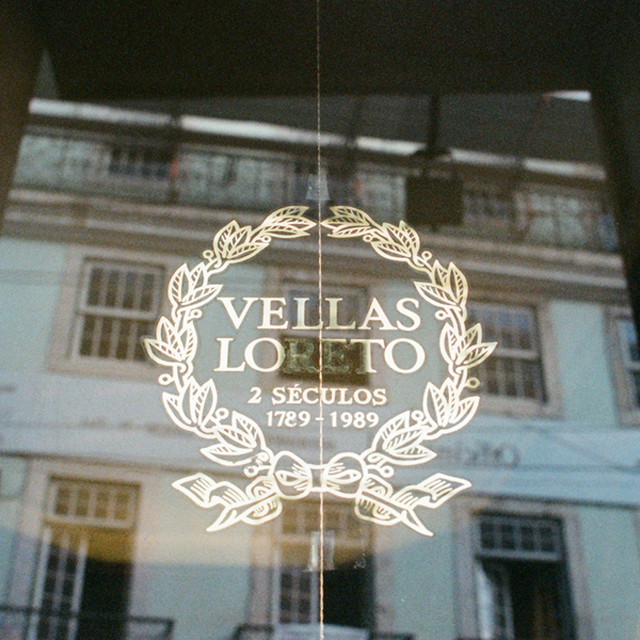 VELLAS
LORETO
2 SÉCULOS
1789-1989